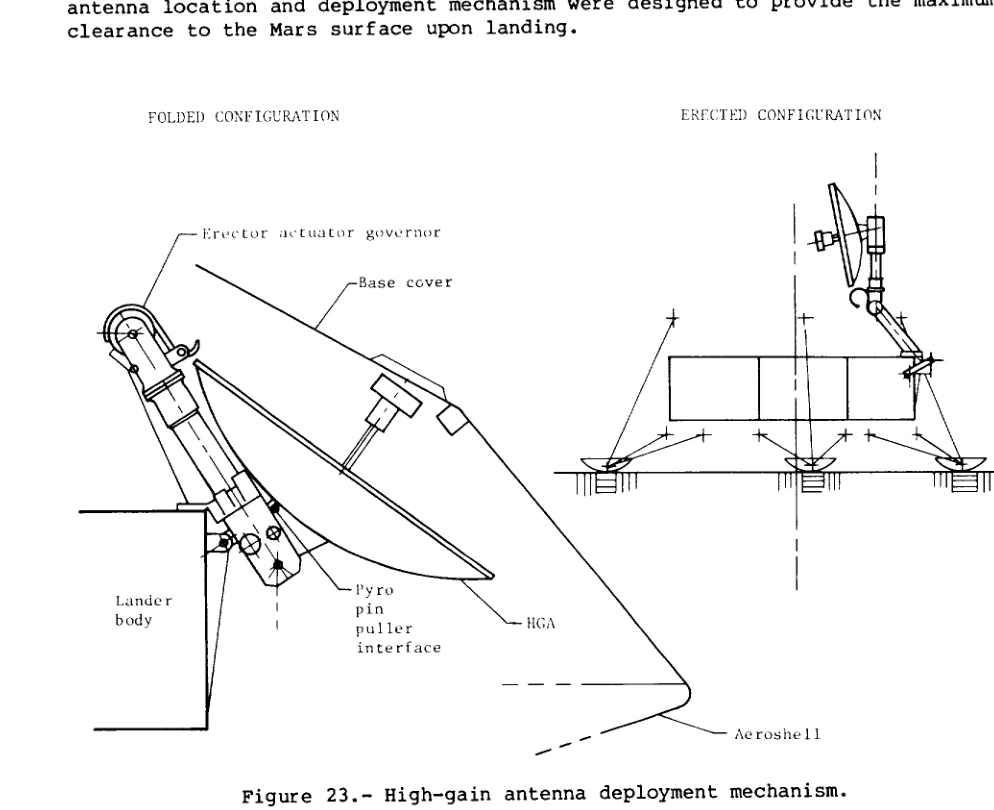 antenna location and deployment mechanism were designed to provide the maximum
clearance to the Mars surface upon landing.
FOLDED CONFIGURATION
ERECTED CONFIGURATION
Erector actuator governor
Base cover
Lander
body
Pyro
pin
puller
interface
HGA
Aeroshell
Figure 23.- High-gain antenna deployment mechanism.